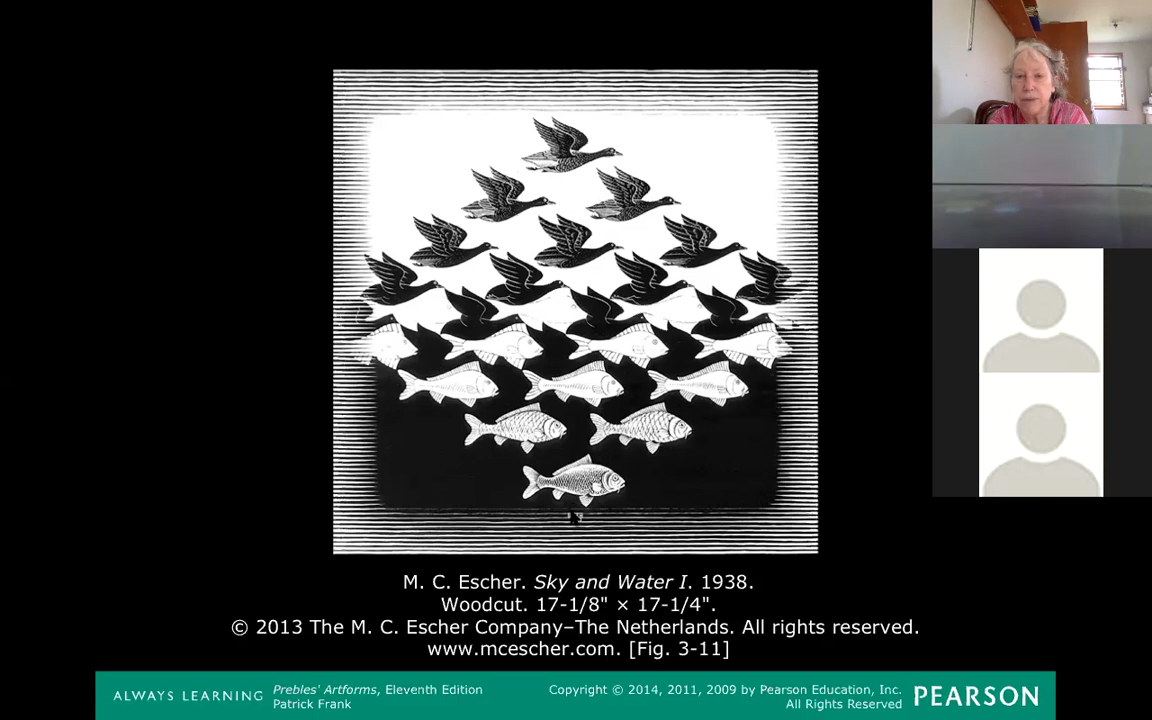 M. C. Escher. Sky and Water I. 1938.
Woodcut. 17-1/8" × 17-1/4".
© 2013 The M. C. Escher Company–The Netherlands. All rights reserved.
www.mcescher.com. [Fig. 3-11]
ALWAYS LEARNING
Prebles' Artforms, Eleventh Edition
Patrick Frank
Copyright © 2014, 2011, 2009 by Pearson Education, Inc.
All Rights Reserved
PEARSON